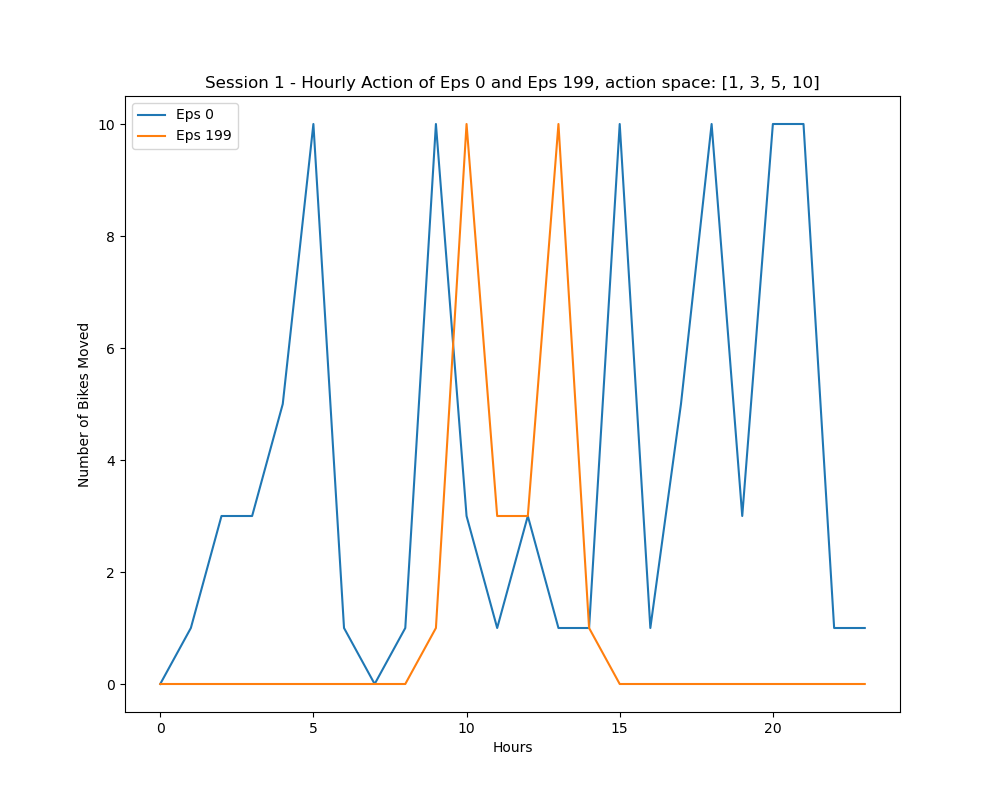 Session 1 - Hourly Action of Eps 0 and Eps 199, action space: [1, 3, 5, 10]
Eps 0
Eps 199
10
8
6
4
2
0
Number of Bikes Moved
0 5 10 15 20
Hours